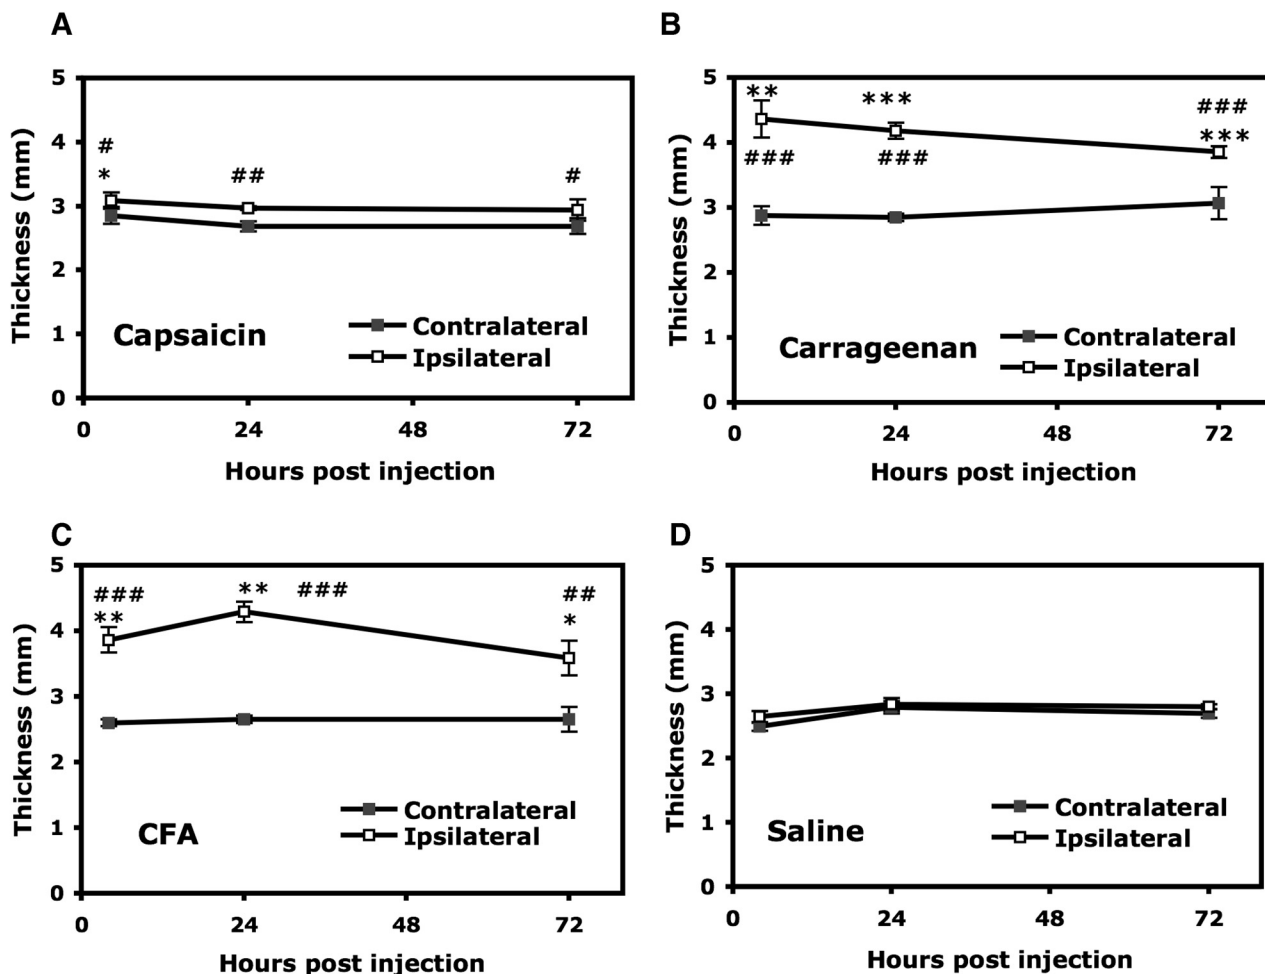 A
5
4
3
2
1
0
Thickness (mm)
#
*
##
#
Capsaicin
Contralateral
Ipsilateral
0 24 48 72
Hours post injection
B
5
4
3
2
1
0
Thickness (mm)
** *** ###
***
### ###
Carrageenan
Contralateral
Ipsilateral
0 24 48 72
Hours post injection
C
5
4
3
2
1
0
Thickness (mm)
### ** ### ##
** *
CFA
Contralateral
Ipsilateral
0 24 48 72
Hours post injection
D
5
4
3
2
1
0
Thickness (mm)
Saline
Contralateral
Ipsilateral
0 24 48 72
Hours post injection